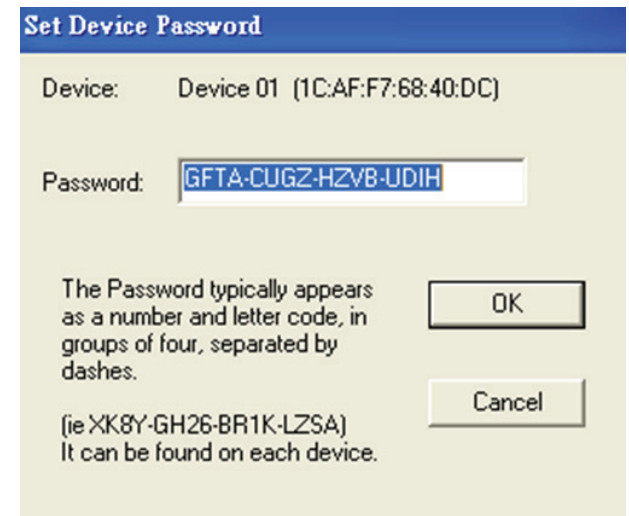 Set Device Password
Device: Device 01 (1C:AF:F7:68:40:DC)
Password: GFTA-CUGZ-HZVB-UDIH
The Password typically appears
as a number and letter code, in
groups of four, separated by
dashes.
(ie XK8Y-GH26-BR1K-LZSA)
It can be found on each device.
OK
Cancel